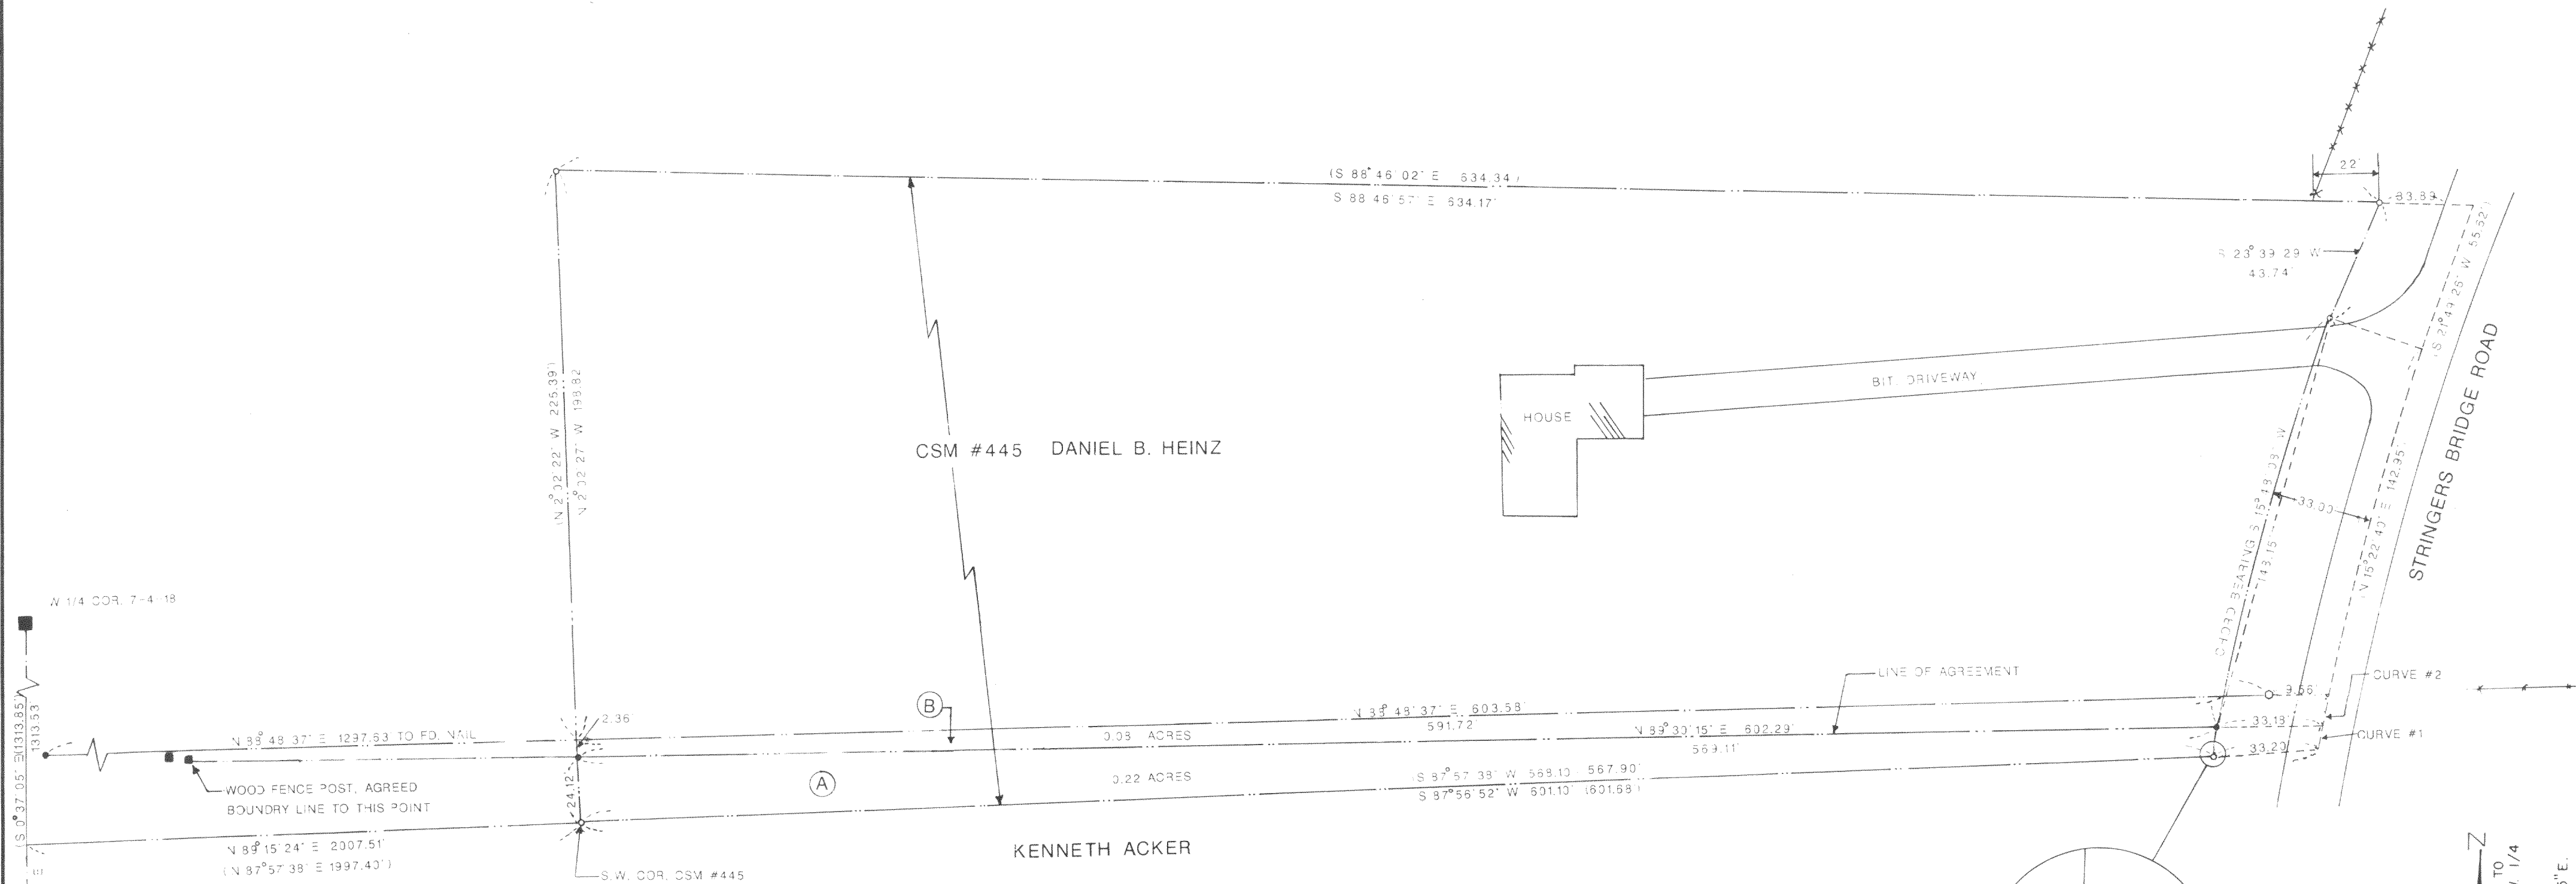 22'
(S 88° 46' 02" E 634.34')
S 88 46' 57" E 634.17'
33.89
S 23° 39' 29" W
43.74'
(S 21° 49' 25" W 55.52')
STRINGERS BRIDGE ROAD
BIT. DRIVEWAY
HOUSE
(N 2° 02' 22" W 225.39')
N 2° 02' 27" W 198.82
CSM #445 DANIEL B. HEINZ
CHORD BEARING S 15° 48' 08" W
33.00
(N 15° 22' 40" E 142.95')
W 1/4 COR. 7-4-18
1313.53
LINE OF AGREEMENT
CURVE #2
B
2.36'
N 88° 48' 37" E 603.58'
591.72'
9.56'
N 88° 48' 37" E 1297.63 TO FD. NAIL
0.08 ACRES
N 89° 30' 15" E 602.29'
569.11'
33.18'
CURVE #1
33.20'
WOOD FENCE POST, AGREED
BOUNDRY LINE TO THIS POINT
24.12'
A
0.22 ACRES
(S 87° 57' 38" W 568.10' 567.90'
S 87° 56' 52" W 601.10' (601.68')
(S 0° 37' 05" E)(1313.85')
N 89° 15' 24" E 2007.51'
(N 87° 57' 38" E 1997.40')
KENNETH ACKER
S.W. COR. CSM #445
N
TO
1/4